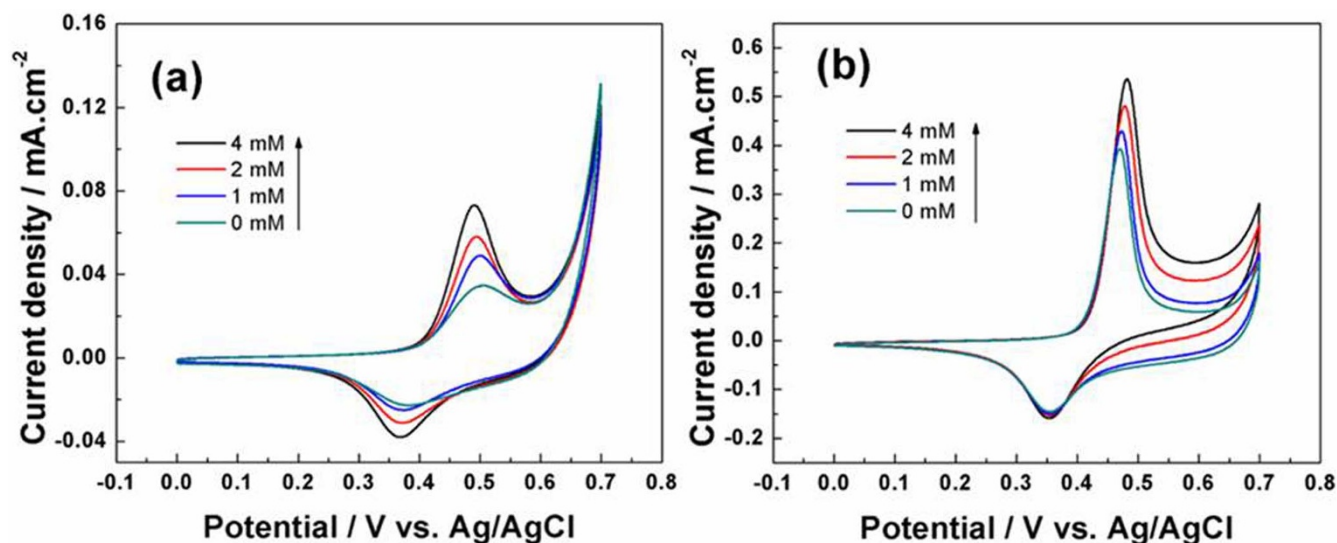 (a)
4 mM
2 mM
1 mM
0 mM
Current density / mA.cm⁻²
0.16
0.12
0.08
0.04
0.00
-0.04
-0.1 0.0 0.1 0.2 0.3 0.4 0.5 0.6 0.7 0.8
Potential / V vs. Ag/AgCl
(b)
4 mM
2 mM
1 mM
0 mM
Current density / mA.cm⁻²
0.6
0.5
0.4
0.3
0.2
0.1
0.0
-0.1
-0.2
-0.1 0.0 0.1 0.2 0.3 0.4 0.5 0.6 0.7 0.8
Potential / V vs. Ag/AgCl